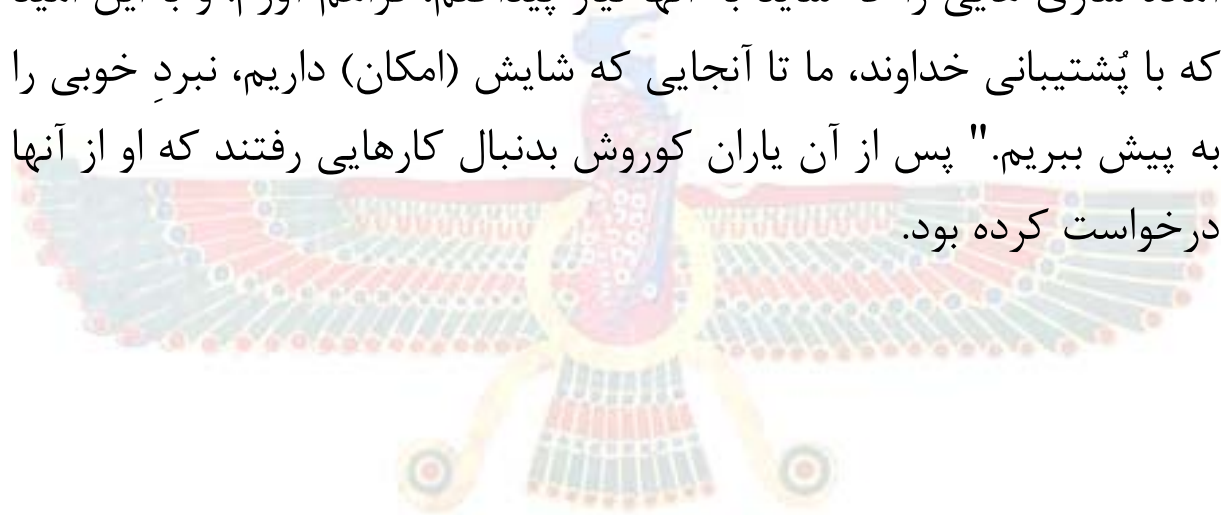 که با پُشتیبانی خداوند، ما تا آنجایی که شایش (امکان) داریم، نبردِ خوبی را
به پیش ببریم." پس از آن یاران کوروش بدنبال کارهایی رفتند که او از آنها
درخواست کرده بود.